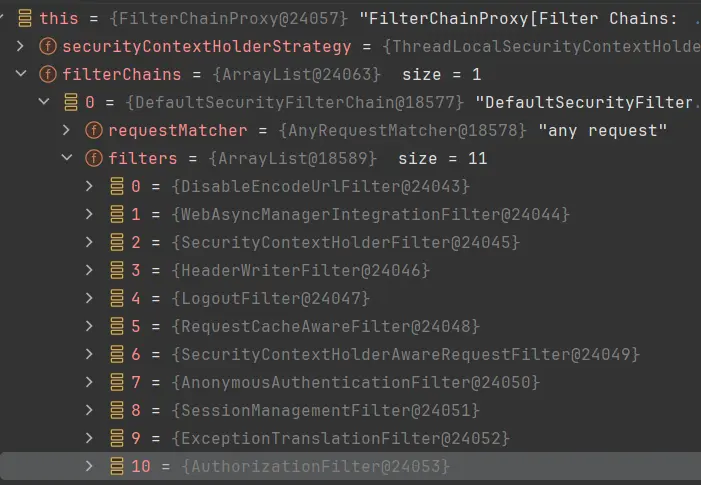 this = {FilterChainProxy@24057} "FilterChainProxy[Filter Chains: ...
f securityContextHolderStrategy = {ThreadLocalSecurityContextHolde
f filterChains = {ArrayList@24063} size = 1
0 = {DefaultSecurityFilterChain@18577} "DefaultSecurityFilter...
f requestMatcher = {AnyRequestMatcher@18578} "any request"
f filters = {ArrayList@18589} size = 11
0 = {DisableEncodeUrlFilter@24043}
1 = {WebAsyncManagerIntegrationFilter@24044}
2 = {SecurityContextHolderFilter@24045}
3 = {HeaderWriterFilter@24046}
4 = {LogoutFilter@24047}
5 = {RequestCacheAwareFilter@24048}
6 = {SecurityContextHolderAwareRequestFilter@24049}
7 = {AnonymousAuthenticationFilter@24050}
8 = {SessionManagementFilter@24051}
9 = {ExceptionTranslationFilter@24052}
10 = {AuthorizationFilter@24053}